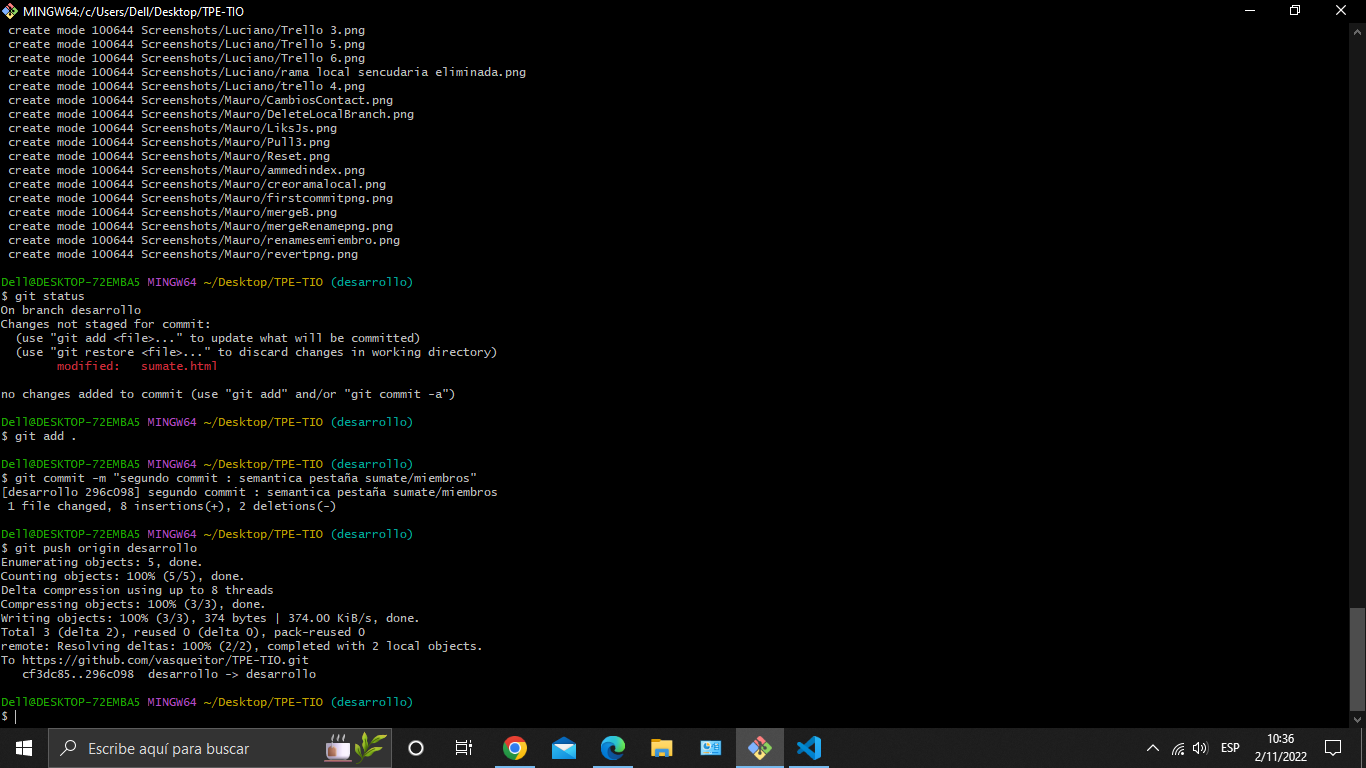 MINGW64:/c/Users/Dell/Desktop/TPE-TIO
create mode 100644 Screenshots/Luciano/Trello 3.png
create mode 100644 Screenshots/Luciano/Trello 5.png
create mode 100644 Screenshots/Luciano/Trello 6.png
create mode 100644 Screenshots/Luciano/rama local sencudaria eliminada.png
create mode 100644 Screenshots/Luciano/trello 4.png
create mode 100644 Screenshots/Mauro/CambiosContact.png
create mode 100644 Screenshots/Mauro/DeleteLocalBranch.png
create mode 100644 Screenshots/Mauro/LiksJs.png
create mode 100644 Screenshots/Mauro/Pull3.png
create mode 100644 Screenshots/Mauro/Reset.png
create mode 100644 Screenshots/Mauro/ammedindex.png
create mode 100644 Screenshots/Mauro/creoramalocal.png
create mode 100644 Screenshots/Mauro/firstcommitpng.png
create mode 100644 Screenshots/Mauro/mergeB.png
create mode 100644 Screenshots/Mauro/mergeRenamepng.png
create mode 100644 Screenshots/Mauro/renamesemiembro.png
create mode 100644 Screenshots/Mauro/revertpng.png
Dell@DESKTOP-72EMBA5 MINGW64 ~/Desktop/TPE-TIO (desarrollo)
$ git status
On branch desarrollo
Changes not staged for commit:
(use "git add <file>..." to update what will be committed)
(use "git restore <file>..." to discard changes in working directory)
modified: sumate.html
no changes added to commit (use "git add" and/or "git commit -a")
Dell@DESKTOP-72EMBA5 MINGW64 ~/Desktop/TPE-TIO (desarrollo)
$ git add .
Dell@DESKTOP-72EMBA5 MINGW64 ~/Desktop/TPE-TIO (desarrollo)
$ git commit -m "segundo commit : semantica pestaña sumate/miembros"
[desarrollo 296c098] segundo commit : semantica pestaña sumate/miembros
1 file changed, 8 insertions(+), 2 deletions(-)
Dell@DESKTOP-72EMBA5 MINGW64 ~/Desktop/TPE-TIO (desarrollo)
$ git push origin desarrollo
Enumerating objects: 5, done.
Counting objects: 100% (5/5), done.
Delta compression using up to 8 threads
Compressing objects: 100% (3/3), done.
Writing objects: 100% (3/3), 374 bytes | 374.00 KiB/s, done.
Total 3 (delta 2), reused 0 (delta 0), pack-reused 0
remote: Resolving deltas: 100% (2/2), completed with 2 local objects.
To https://github.com/vasqueitor/TPE-TIO.git
cf3dc85..296c098 desarrollo -> desarrollo
Dell@DESKTOP-72EMBA5 MINGW64 ~/Desktop/TPE-TIO (desarrollo)
$
Escribe aquí para buscar
ESP
10:36
2/11/2022